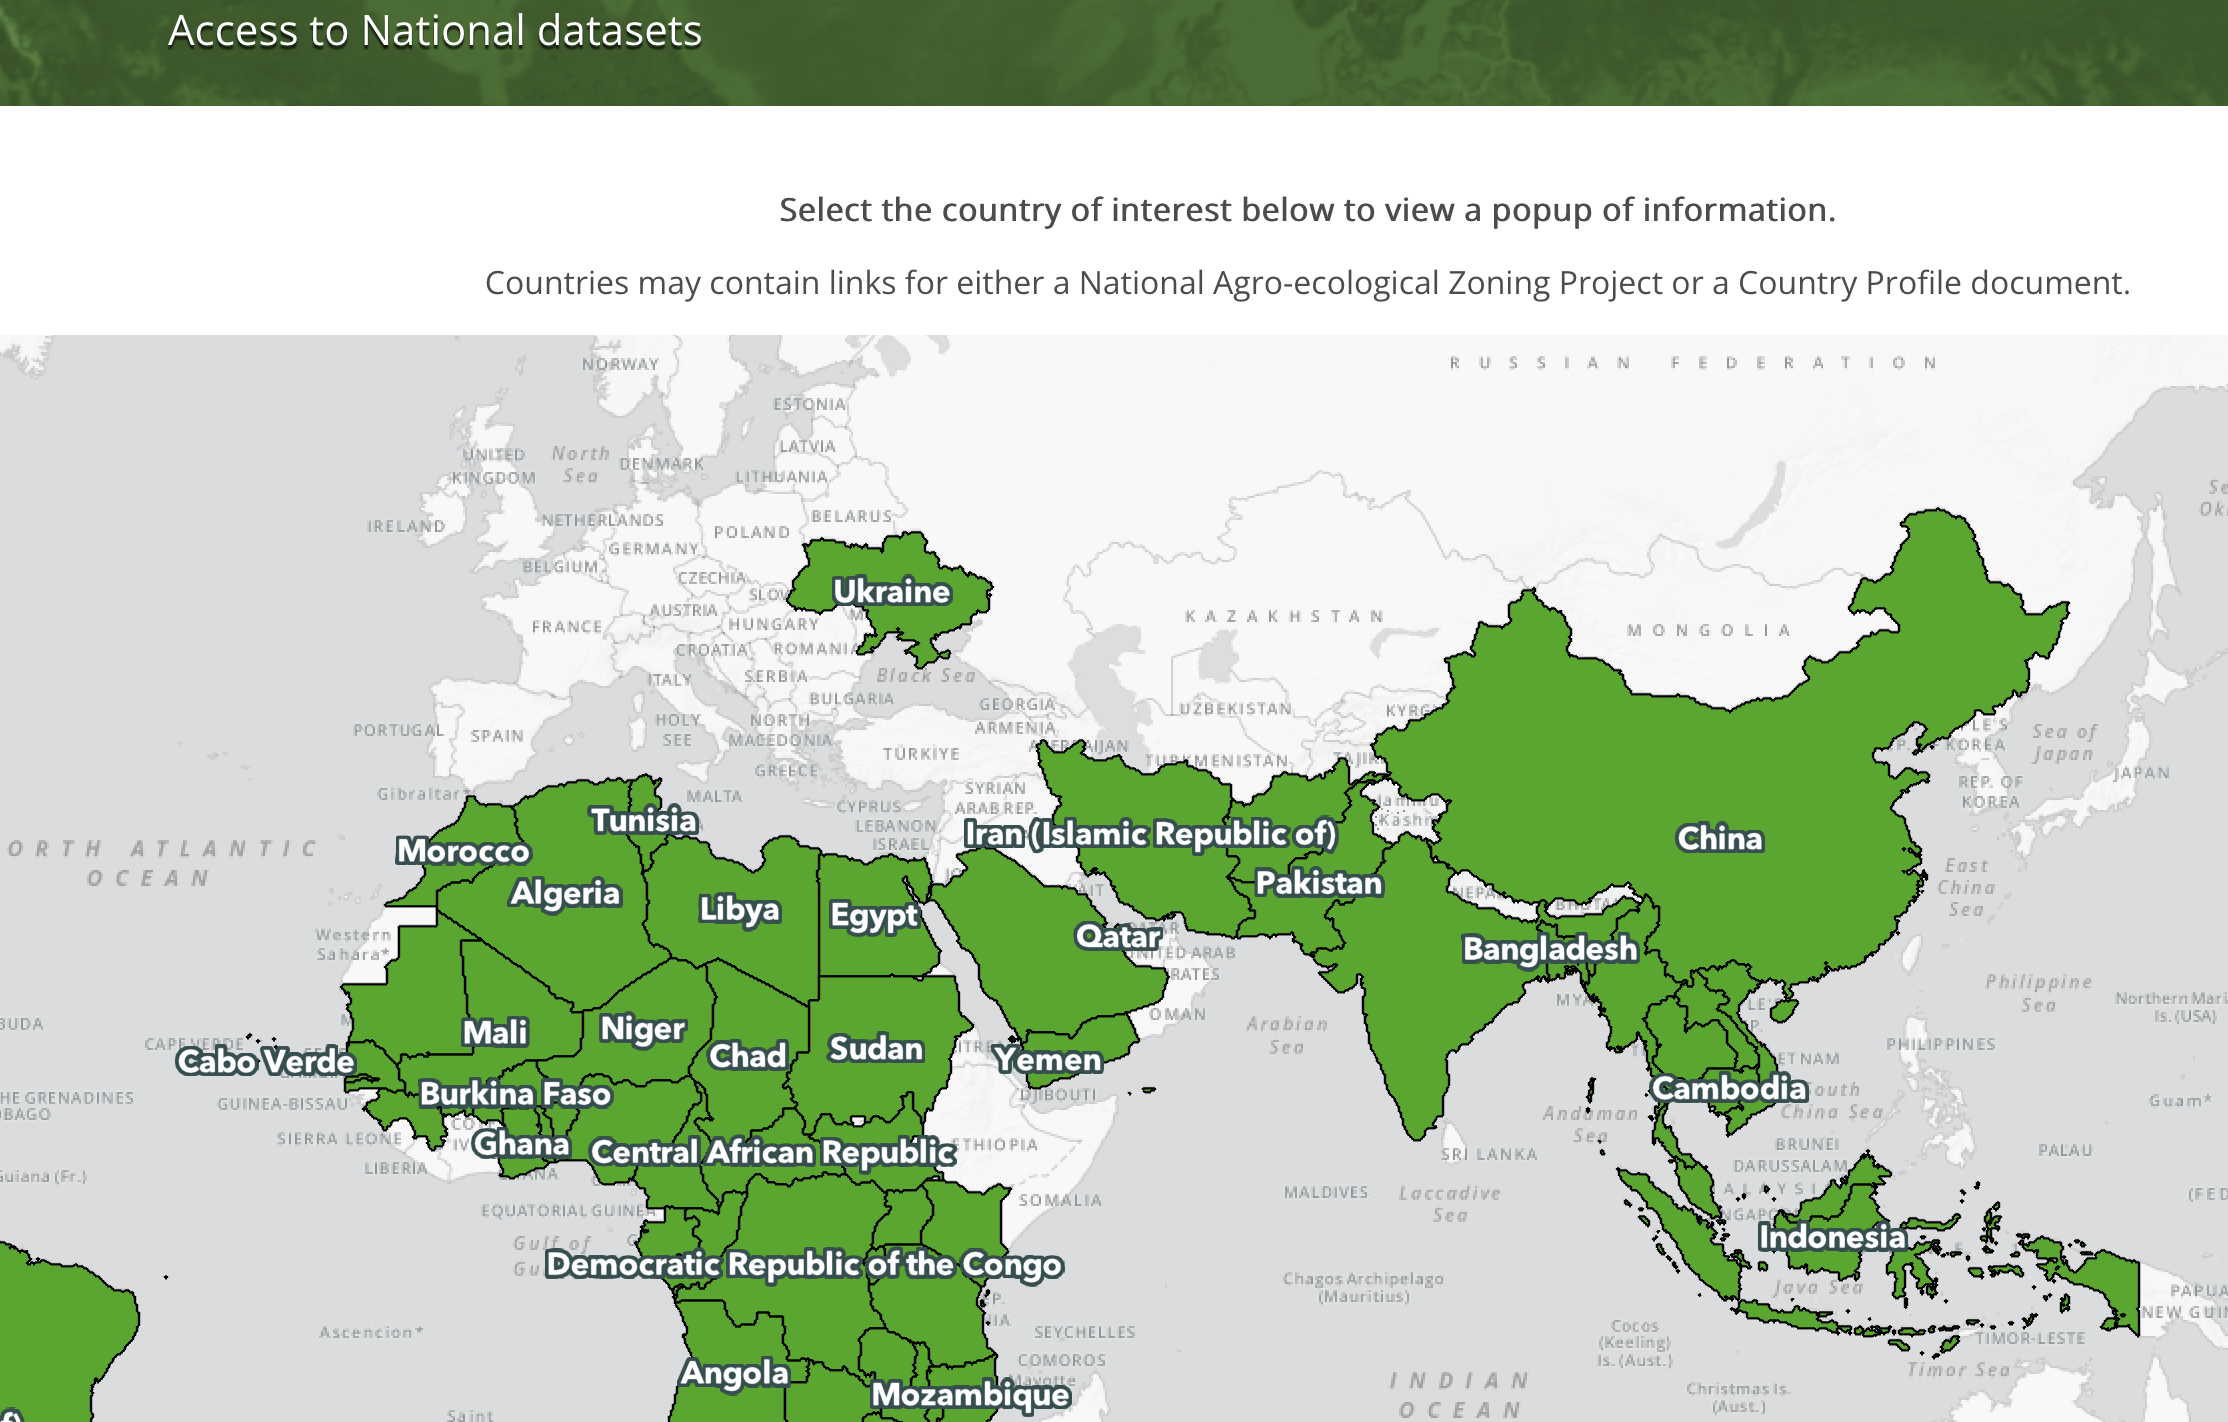 Access to National datasets
Select the country of interest below to view a popup of information.
Countries may contain links for either a National Agro-ecological Zoning Project or a Country Profile document.
NORWAY
RUSSIAN FEDERATION
ESTONIA
LATVIA
UNITED
KINGDOM
North
Sea
DENMARK
LITHUANIA
IRELAND
NETHERLANDS
BELARUS
POLAND
GERMANY
BELGIUM
CZECHIA
Ukraine
AUSTRIA
FRANCE
HUNGARY
KAZAKHSTAN
MONGOLIA
CROATIA
ROMANIA
ITALY
SERBIA
Black Sea
BULGARIA
GEORGIA
UZBEKISTAN
PORTUGAL
SPAIN
HOLY
SEE
NORTH
MACEDONIA
ARMENIA
TÜRKİYE
TURKMENISTAN
GREECE
Sea of
Japan
KOREA
JAPAN
REP. OF
KOREA
Gibraltar*
MALTA
SYRIAN
ARAB REP.
CYPRUS
LEBANON
ISRAEL
Tunisia
Iran (Islamic Republic of)
China
Morocco
Algeria
Libya
Egypt
Pakistan
East
China
Sea
OCEAN
ATLANTIC
Western
Sahara*
Qatar
UNITED ARAB
Bangladesh
Philippine
Sea
Northern Mari
Is. (USA)
OMAN
Arabian
Sea
Mali
Niger
Chad
Sudan
Yemen
PHILIPPINES
CAPE VERDE
Cabo Verde
Burkina Faso
DJIBOUTI
Cambodia
South
China Sea
Guam*
Andaman
Sea
GUINEA-BISSAU
SIERRA LEONE
LIBERIA
Ghana
Central African Republic
ETHIOPIA
SRI LANKA
BRUNEI
DARUSSALAM
PALAU
Guiana (Fr.)
SOMALIA
MALDIVES
Laccadive
Sea
EQUATORIAL GUINEA
Gulf of
Indonesia
Democratic Republic of the Congo
Chagos Archipelago
(Mauritius)
Java Sea
PAPUA
NEW GUIN
Ascencion*
SEYCHELLES
Cocos
(Keeling)
Is. (Aust.)
TIMOR-LESTE
COMOROS
Mayotte
Timor Sea
Angola
Mozambique
INDIAN
OCEAN
Christmas Is.
(Aust.)
Saint